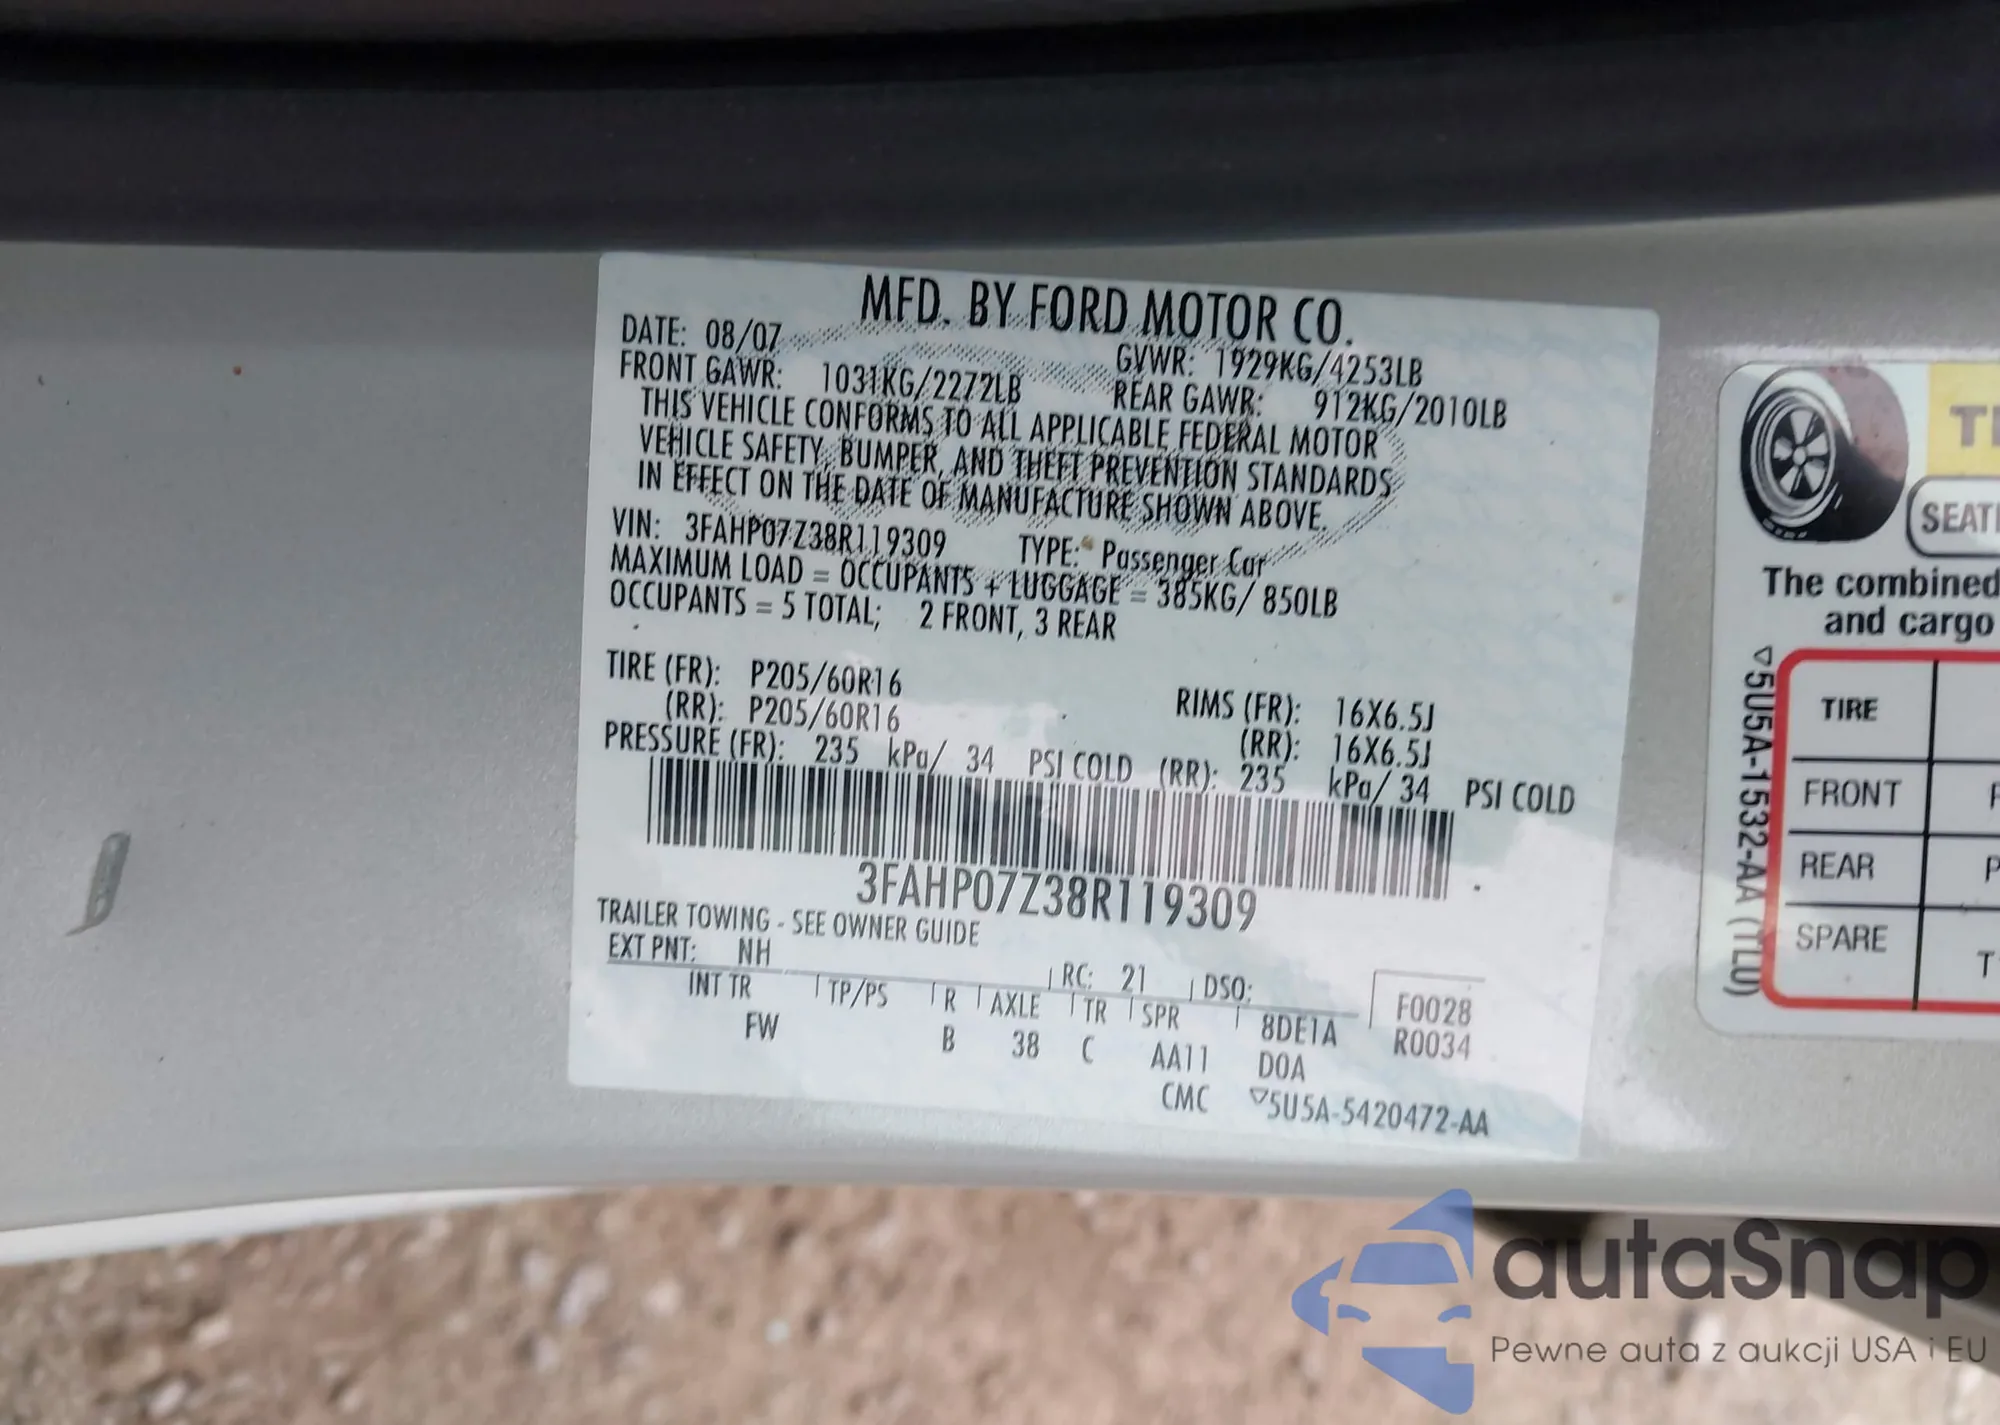 MFD. BY FORD MOTOR CO.
DATE: 08/07
GVWR: 1929KG/4253LB
FRONT GAWR: 1031KG/2272LB
REAR GAWR: 912KG/2010LB
THIS VEHICLE CONFORMS TO ALL APPLICABLE FEDERAL MOTOR
VEHICLE SAFETY, BUMPER, AND THEFT PREVENTION STANDARDS
IN EFFECT ON THE DATE OF MANUFACTURE SHOWN ABOVE.
VIN: 3FAHP07Z38R119309 TYPE: Passenger Car
MAXIMUM LOAD = OCCUPANTS + LUGGAGE = 385KG/ 850LB
OCCUPANTS = 5 TOTAL; 2 FRONT, 3 REAR
TIRE (FR): P205/60R16 RIMS (FR): 16X6.5J
(RR): P205/60R16 (RR): 16X6.5J
PRESSURE (FR): 235 kPa/ 34 PSI COLD (RR): 235 kPa/ 34 PSI COLD
3FAHP07Z38R119309
TRAILER TOWING - SEE OWNER GUIDE
EXT PNT: NH RC: 21 DSO:
INT TR TP/PS R AXLE TR SPR 8DE1A F0028
FW B 38 C AA11 D0A R0034
CMC ▽5U5A-5420472-AA
SEATI
The combined
and cargo
▽5U5A-1532-AA (TLU)
TIRE
FRONT
REAR
SPARE
autaSnap
Pewne auta z aukcji USA i EU